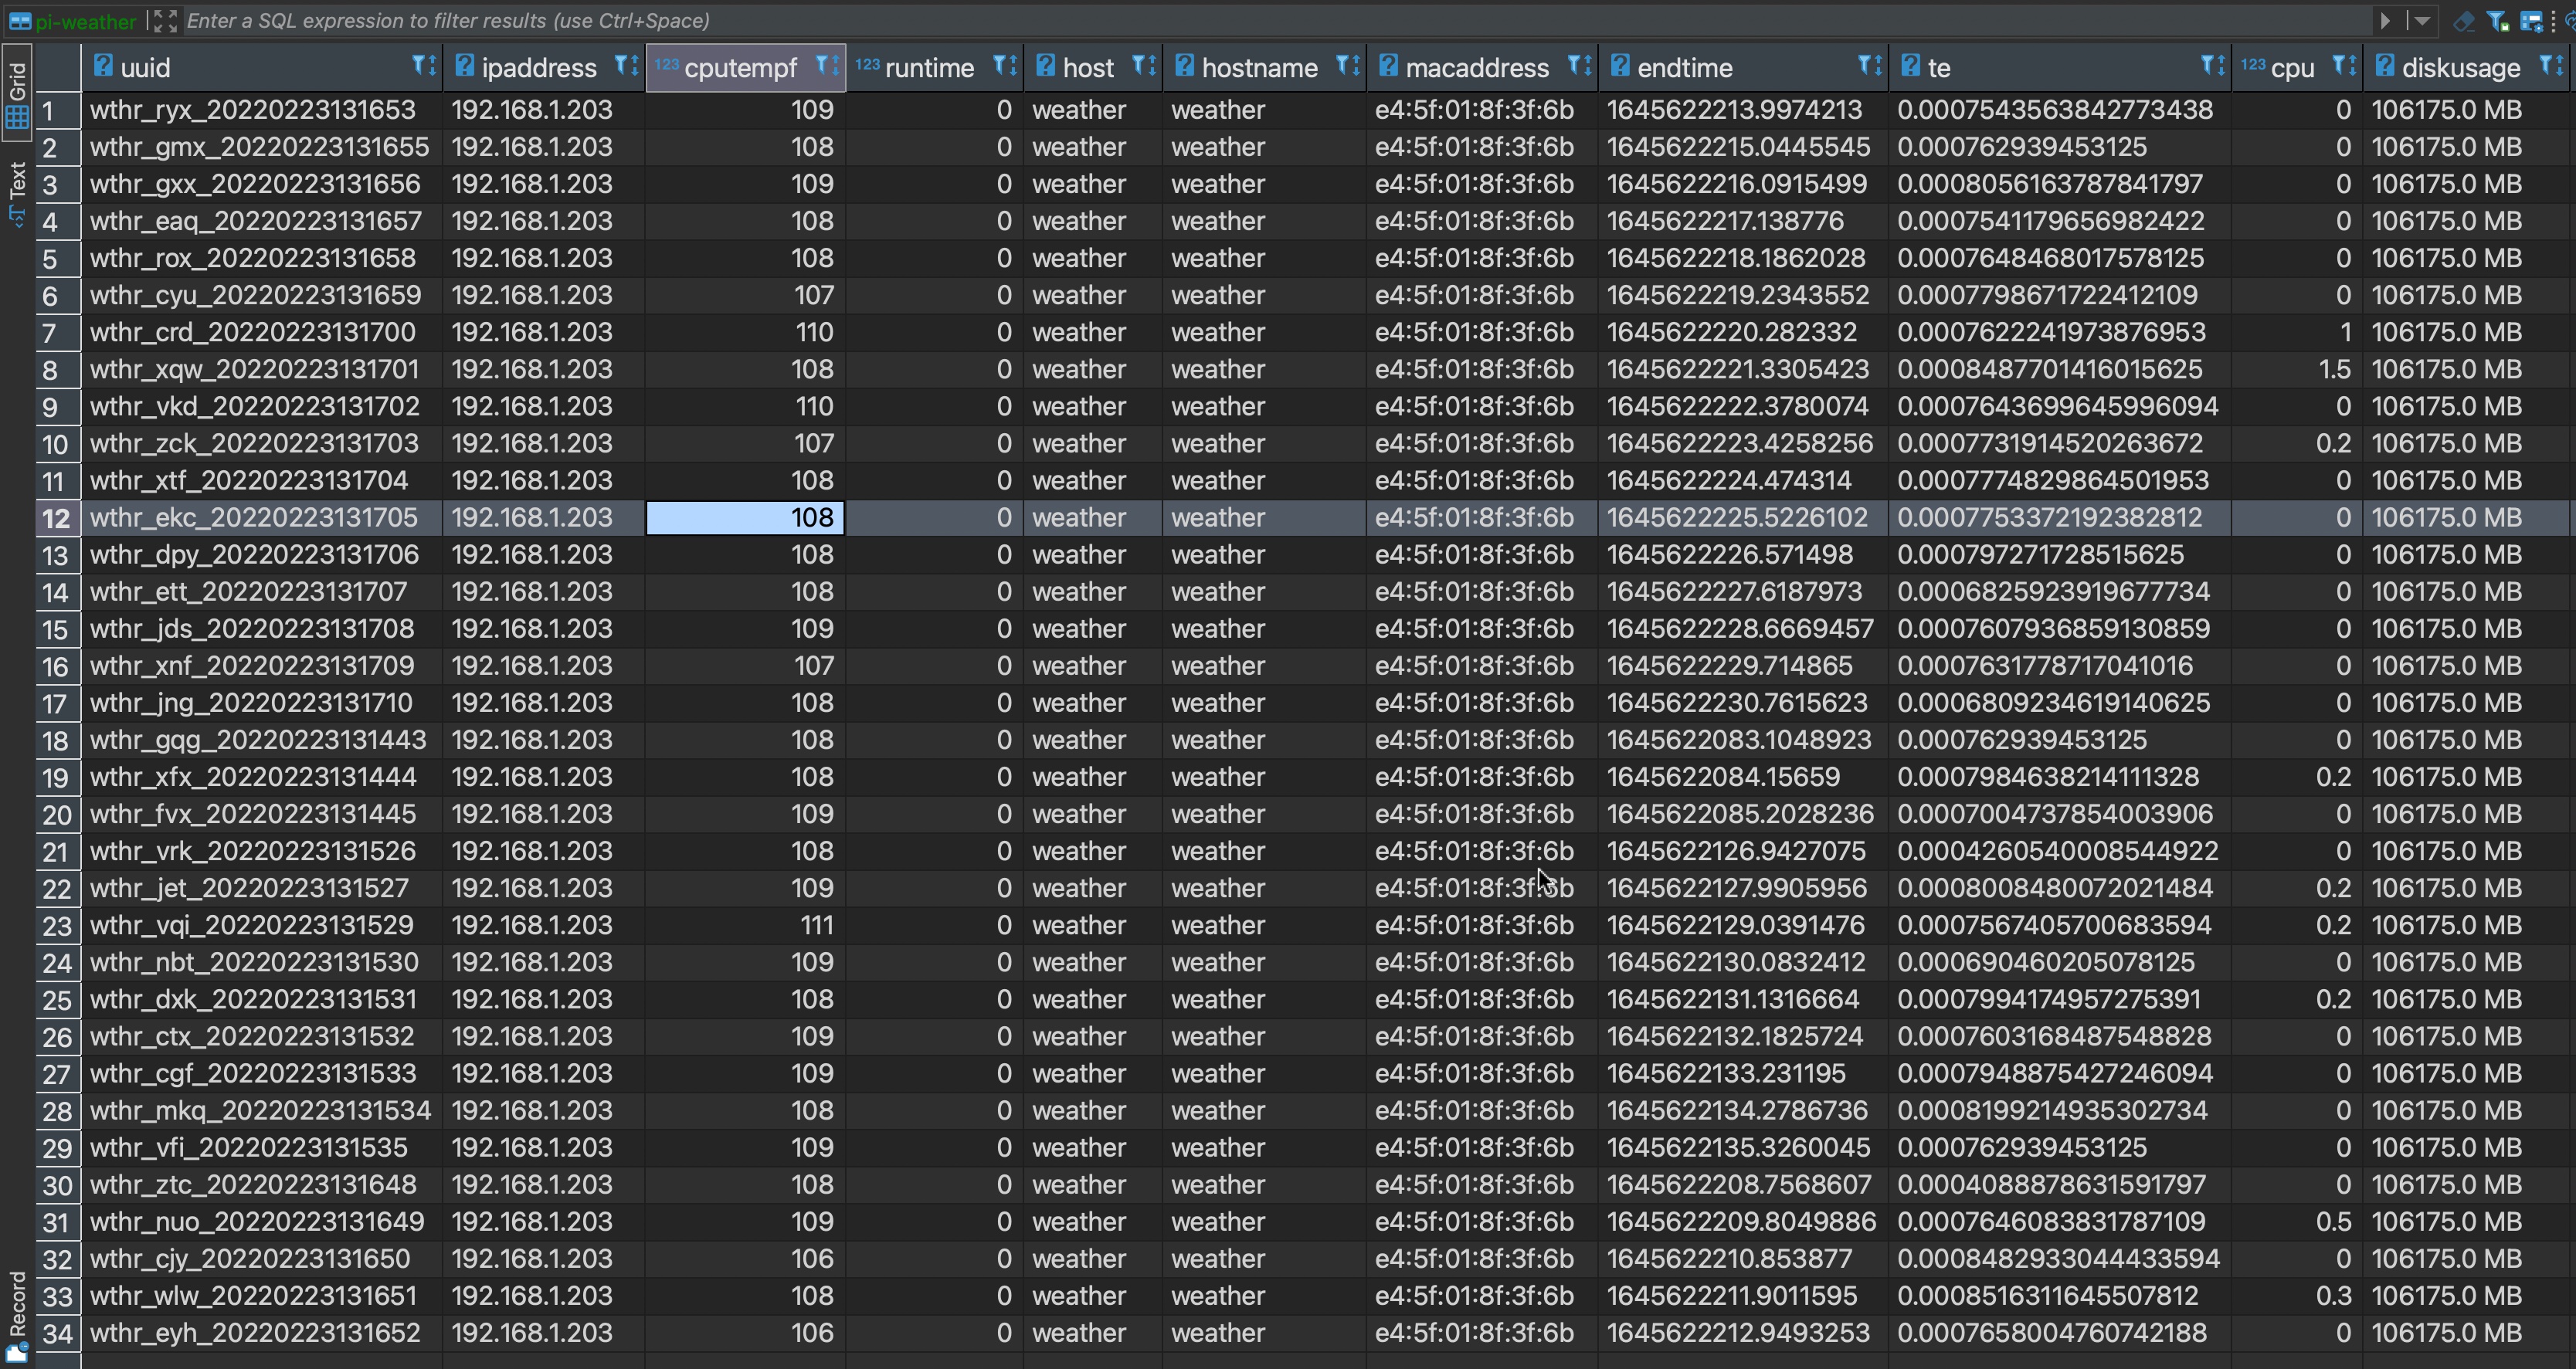 pi-weather Enter a SQL expression to filter results (use Ctrl+Space)
Grid
Text
Record
uuid ipaddress 123 cputempf 123 runtime host hostname macaddress endtime te 123 cpu diskusage
1 wthr_ryx_20220223131653 192.168.1.203 109 0 weather weather e4:5f:01:8f:3f:6b 1645622213.9974213 0.0007543563842773438 0 106175.0 MB
2 wthr_gmx_20220223131655 192.168.1.203 108 0 weather weather e4:5f:01:8f:3f:6b 1645622215.0445545 0.000762939453125 0 106175.0 MB
3 wthr_gxx_20220223131656 192.168.1.203 109 0 weather weather e4:5f:01:8f:3f:6b 1645622216.0915499 0.0008056163787841797 0 106175.0 MB
4 wthr_eaq_20220223131657 192.168.1.203 108 0 weather weather e4:5f:01:8f:3f:6b 1645622217.138776 0.0007541179656982422 0 106175.0 MB
5 wthr_rox_20220223131658 192.168.1.203 108 0 weather weather e4:5f:01:8f:3f:6b 1645622218.1862028 0.0007648468017578125 0 106175.0 MB
6 wthr_cyu_20220223131659 192.168.1.203 107 0 weather weather e4:5f:01:8f:3f:6b 1645622219.2343552 0.0007798671722412109 0 106175.0 MB
7 wthr_crd_20220223131700 192.168.1.203 110 0 weather weather e4:5f:01:8f:3f:6b 1645622220.282332 0.0007622241973876953 1 106175.0 MB
8 wthr_xqw_20220223131701 192.168.1.203 108 0 weather weather e4:5f:01:8f:3f:6b 1645622221.3305423 0.0008487701416015625 1.5 106175.0 MB
9 wthr_vkd_20220223131702 192.168.1.203 110 0 weather weather e4:5f:01:8f:3f:6b 1645622222.3780074 0.0007643699645996094 0 106175.0 MB
10 wthr_zck_20220223131703 192.168.1.203 107 0 weather weather e4:5f:01:8f:3f:6b 1645622223.4258256 0.0007731914520263672 0.2 106175.0 MB
11 wthr_xtf_20220223131704 192.168.1.203 108 0 weather weather e4:5f:01:8f:3f:6b 1645622224.474314 0.0007774829864501953 0 106175.0 MB
12 wthr_ekc_20220223131705 192.168.1.203 108 0 weather weather e4:5f:01:8f:3f:6b 1645622225.5226102 0.0007753372192382812 0 106175.0 MB
13 wthr_dpy_20220223131706 192.168.1.203 108 0 weather weather e4:5f:01:8f:3f:6b 1645622226.571498 0.000797271728515625 0 106175.0 MB
14 wthr_ett_20220223131707 192.168.1.203 108 0 weather weather e4:5f:01:8f:3f:6b 1645622227.6187973 0.0006825923919677734 0 106175.0 MB
15 wthr_jds_20220223131708 192.168.1.203 109 0 weather weather e4:5f:01:8f:3f:6b 1645622228.6669457 0.0007607936859130859 0 106175.0 MB
16 wthr_xnf_20220223131709 192.168.1.203 107 0 weather weather e4:5f:01:8f:3f:6b 1645622229.714865 0.0007631778717041016 0 106175.0 MB
17 wthr_jng_20220223131710 192.168.1.203 108 0 weather weather e4:5f:01:8f:3f:6b 1645622230.7615623 0.0006809234619140625 0 106175.0 MB
18 wthr_gqg_20220223131443 192.168.1.203 108 0 weather weather e4:5f:01:8f:3f:6b 1645622083.1048923 0.000762939453125 0 106175.0 MB
19 wthr_xfx_20220223131444 192.168.1.203 108 0 weather weather e4:5f:01:8f:3f:6b 1645622084.15659 0.0007984638214111328 0.2 106175.0 MB
20 wthr_fvx_20220223131445 192.168.1.203 109 0 weather weather e4:5f:01:8f:3f:6b 1645622085.2028236 0.0007004737854003906 0 106175.0 MB
21 wthr_vrk_20220223131526 192.168.1.203 108 0 weather weather e4:5f:01:8f:3f:6b 1645622126.9427075 0.0004260540008544922 0 106175.0 MB
22 wthr_jet_20220223131527 192.168.1.203 109 0 weather weather e4:5f:01:8f:3f:6b 1645622127.9905956 0.0008008480072021484 0.2 106175.0 MB
23 wthr_vqi_20220223131529 192.168.1.203 111 0 weather weather e4:5f:01:8f:3f:6b 1645622129.0391476 0.0007567405700683594 0.2 106175.0 MB
24 wthr_nbt_20220223131530 192.168.1.203 109 0 weather weather e4:5f:01:8f:3f:6b 1645622130.0832412 0.000690460205078125 0 106175.0 MB
25 wthr_dxk_20220223131531 192.168.1.203 108 0 weather weather e4:5f:01:8f:3f:6b 1645622131.1316664 0.0007994174957275391 0.2 106175.0 MB
26 wthr_ctx_20220223131532 192.168.1.203 109 0 weather weather e4:5f:01:8f:3f:6b 1645622132.1825724 0.0007603168487548828 0 106175.0 MB
27 wthr_cgf_20220223131533 192.168.1.203 109 0 weather weather e4:5f:01:8f:3f:6b 1645622133.231195 0.0007948875427246094 0 106175.0 MB
28 wthr_mkq_20220223131534 192.168.1.203 108 0 weather weather e4:5f:01:8f:3f:6b 1645622134.2786736 0.0008199214935302734 0 106175.0 MB
29 wthr_vfi_20220223131535 192.168.1.203 109 0 weather weather e4:5f:01:8f:3f:6b 1645622135.3260045 0.000762939453125 0 106175.0 MB
30 wthr_ztc_20220223131648 192.168.1.203 108 0 weather weather e4:5f:01:8f:3f:6b 1645622208.7568607 0.0004088878631591797 0 106175.0 MB
31 wthr_nuo_20220223131649 192.168.1.203 109 0 weather weather e4:5f:01:8f:3f:6b 1645622209.8049886 0.0007646083831787109 0.5 106175.0 MB
32 wthr_cjy_20220223131650 192.168.1.203 106 0 weather weather e4:5f:01:8f:3f:6b 1645622210.853877 0.0008482933044433594 0 106175.0 MB
33 wthr_wlw_20220223131651 192.168.1.203 108 0 weather weather e4:5f:01:8f:3f:6b 1645622211.9011595 0.0008516311645507812 0.3 106175.0 MB
34 wthr_eyh_20220223131652 192.168.1.203 106 0 weather weather e4:5f:01:8f:3f:6b 1645622212.9493253 0.0007658004760742188 0 106175.0 MB